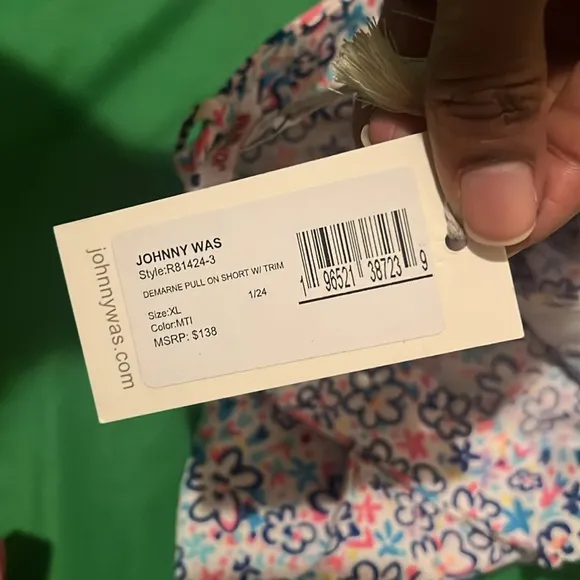 JOHNNY WAS
Style:R81424-3
DEMARNE PULL ON SHORT W/ TRIM
1/24
Size:XL
Color:MTI
MSRP: $138
1 96521 38723 9
johnnywas.com